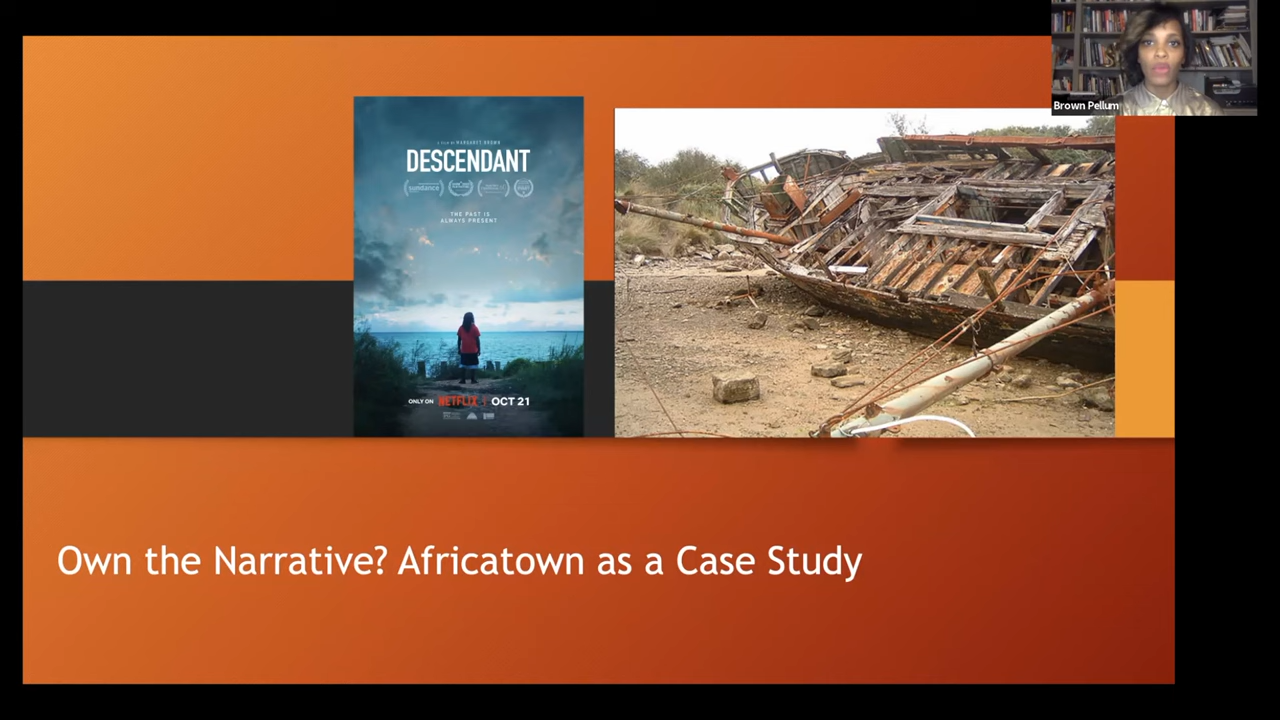 Brown Pellum
A FILM BY MARGARET BROWN
DESCENDANT
sundance
THE PAST IS
ALWAYS PRESENT
ONLY ON NETFLIX | OCT 21
Own the Narrative? Africatown as a Case Study